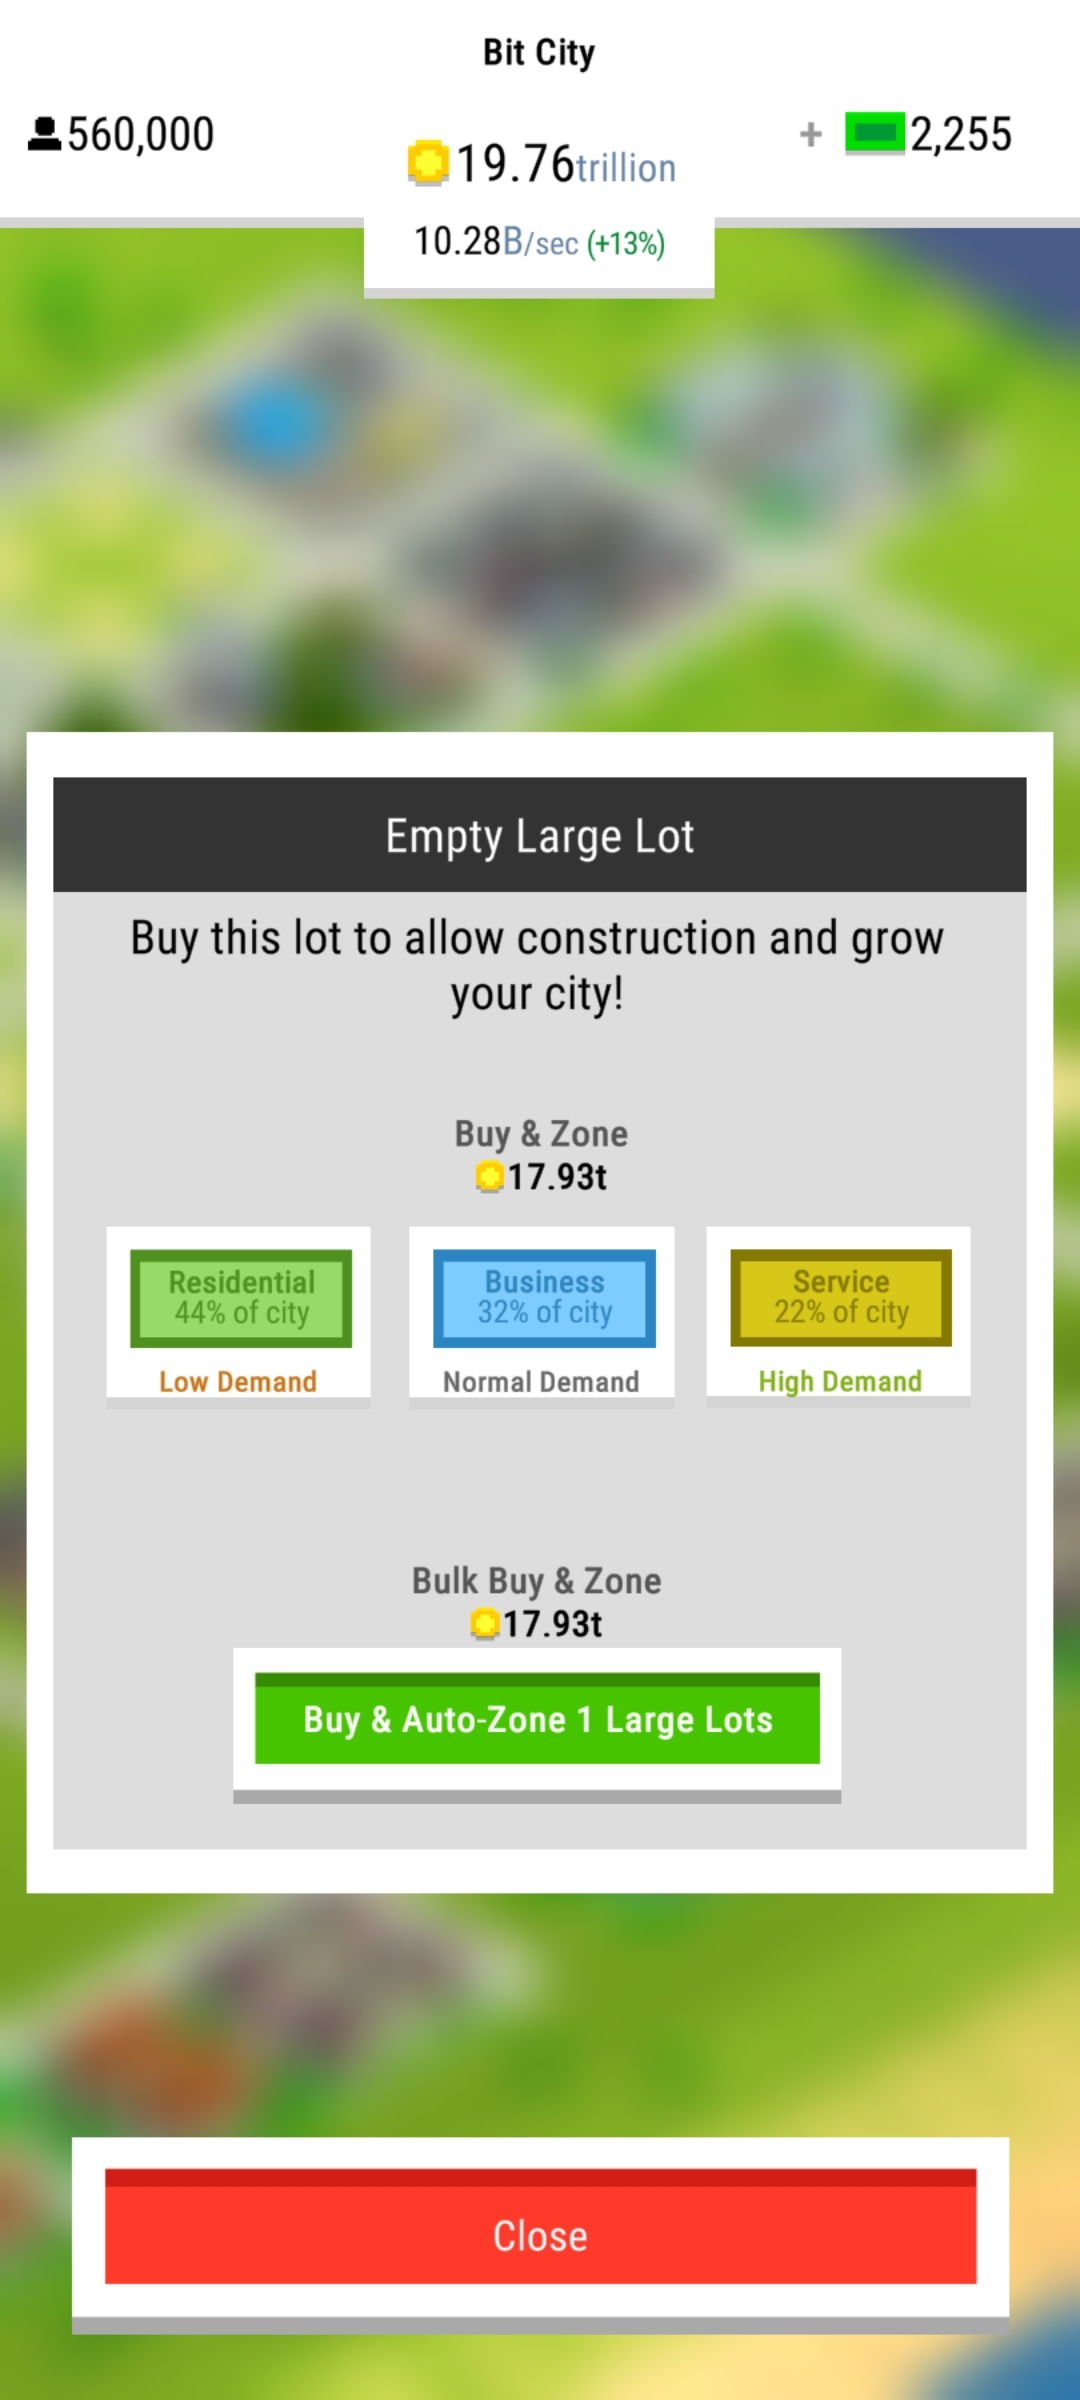 Bit City
560,000
19.76trillion
+ 2,255
10.28B/sec (+13%)
Empty Large Lot
Buy this lot to allow construction and grow
your city!
Buy & Zone
17.93t
Residential
44% of city
Low Demand
Business
32% of city
Normal Demand
Service
22% of city
High Demand
Bulk Buy & Zone
17.93t
Buy & Auto-Zone 1 Large Lots
Close